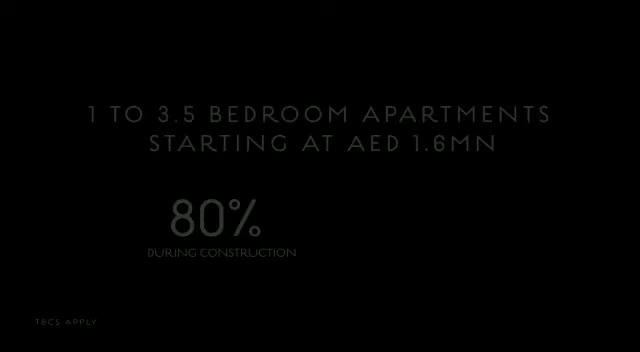 1 TO 3.5 BEDROOM APARTMENTS
STARTING AT AED 1.6MN
80%
DURING CONSTRUCTION
T&CS APPLY